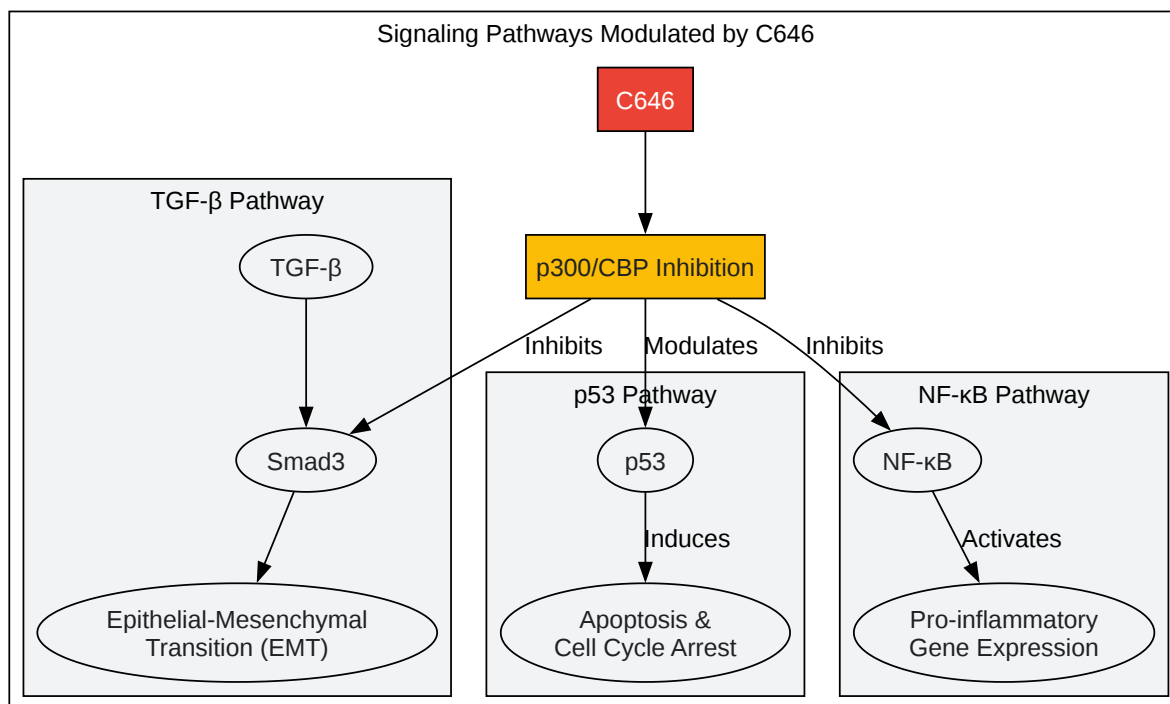 Signaling Pathways Modulated by C646
C646
TGF-β Pathway
TGF-β
p300/CBP Inhibition
Inhibits
Modulates
Inhibits
p53 Pathway
NF-κB Pathway
Smad3
p53
NF-κB
Induces
Activates
Epithelial-Mesenchymal
Transition (EMT)
Apoptosis &
Cell Cycle Arrest
Pro-inflammatory
Gene Expression